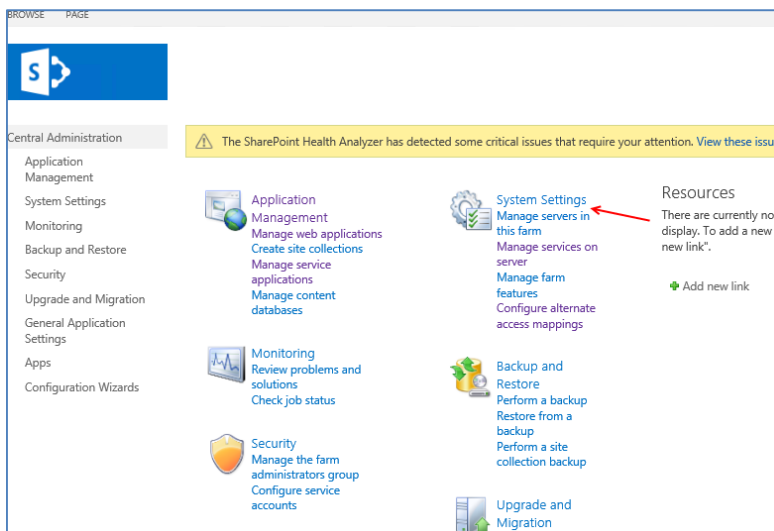 BROWSE PAGE
S
Central Administration
Application
Management
System Settings
Monitoring
Backup and Restore
Security
Upgrade and Migration
General Application
Settings
Apps
Configuration Wizards
The SharePoint Health Analyzer has detected some critical issues that require your attention. View these issu
Application
Management
Manage web applications
Create site collections
Manage service
applications
Manage content
databases
Monitoring
Review problems and
solutions
Check job status
Security
Manage the farm
administrators group
Configure service
accounts
System Settings
Manage servers in
this farm
Manage services on
server
Manage farm
features
Configure alternate
access mappings
Backup and
Restore
Perform a backup
Restore from a
backup
Perform a site
collection backup
Upgrade and
Migration
Resources
There are currently no
display. To add a new
new link".
Add new link